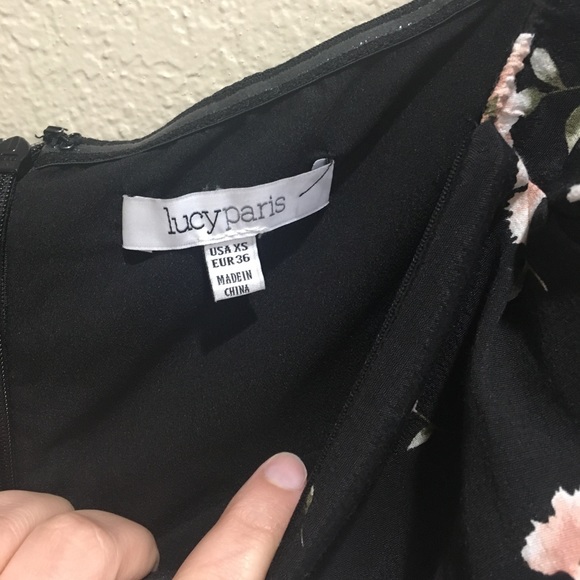 lucyparis
USA XS
EUR 36
MADE IN
CHINA